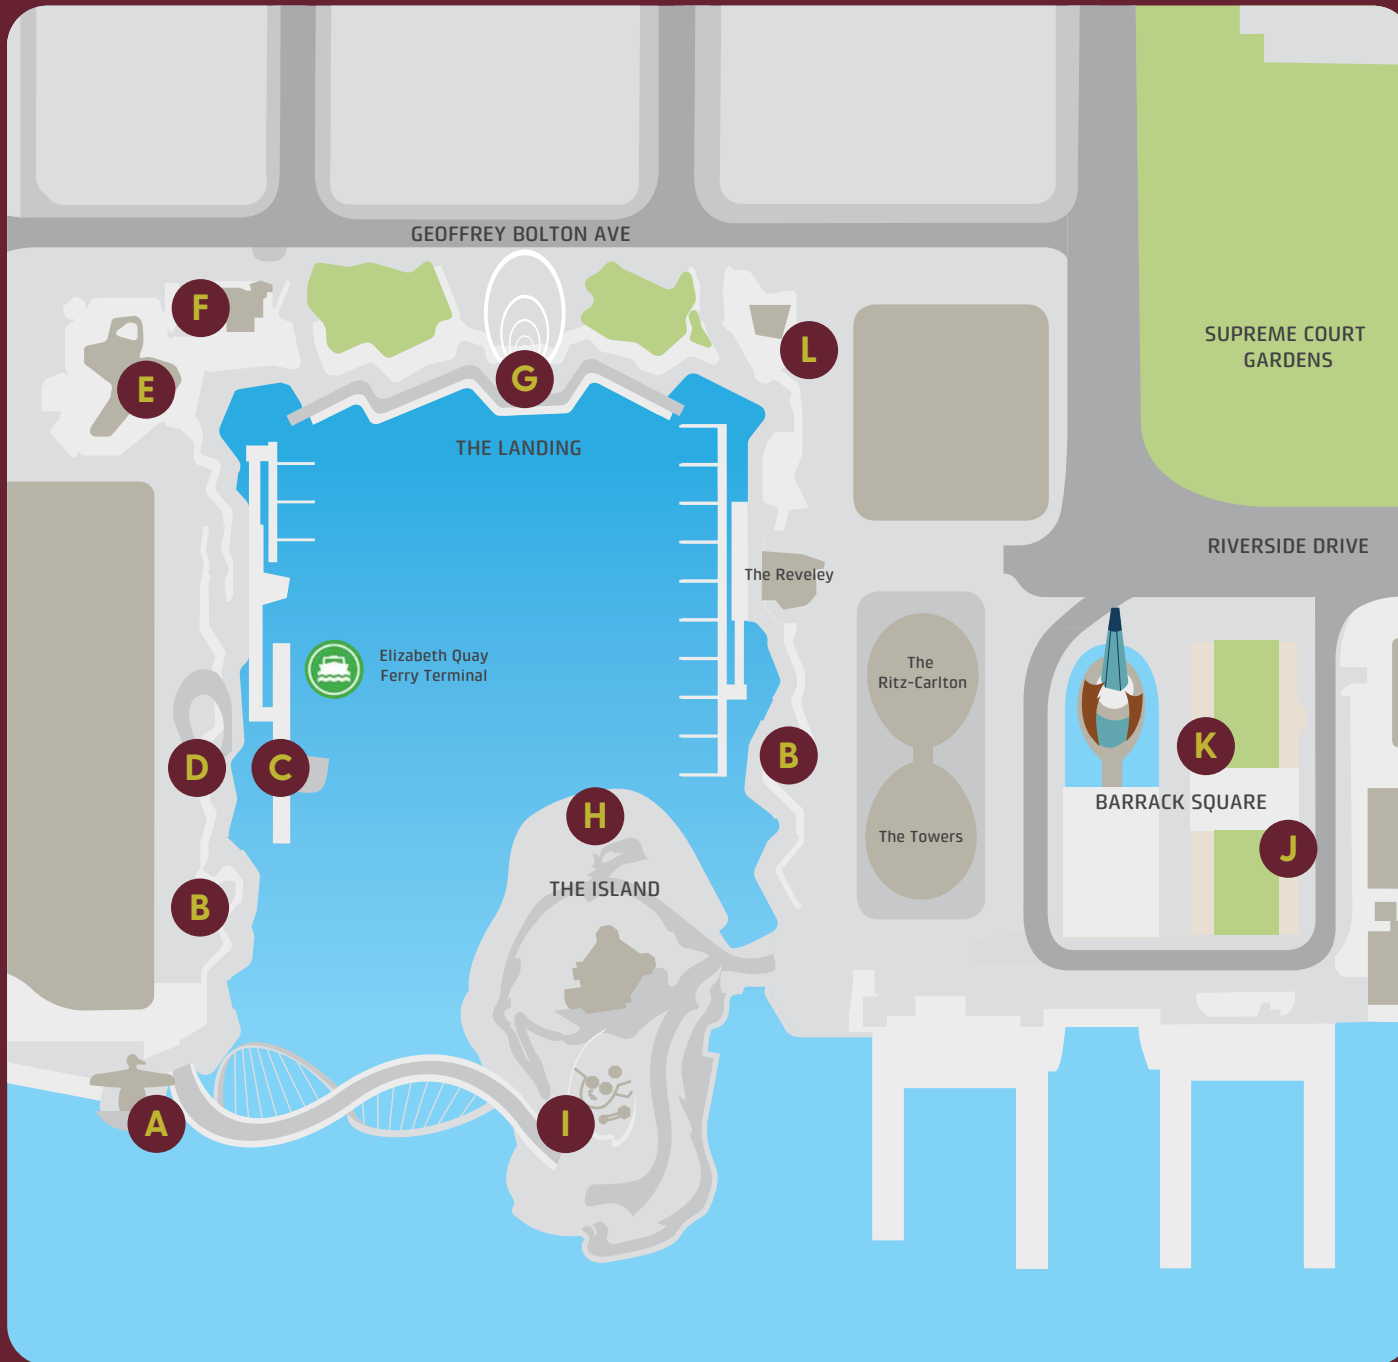 GEOFFREY BOLTON AVE
F
L
SUPREME COURT
GARDENS
E
G
THE LANDING
RIVERSIDE DRIVE
The Reveley
Elizabeth Quay
Ferry Terminal
The
Ritz-Carlton
D
C
B
K
BARRACK SQUARE
H
The Towers
J
THE ISLAND
B
A
I